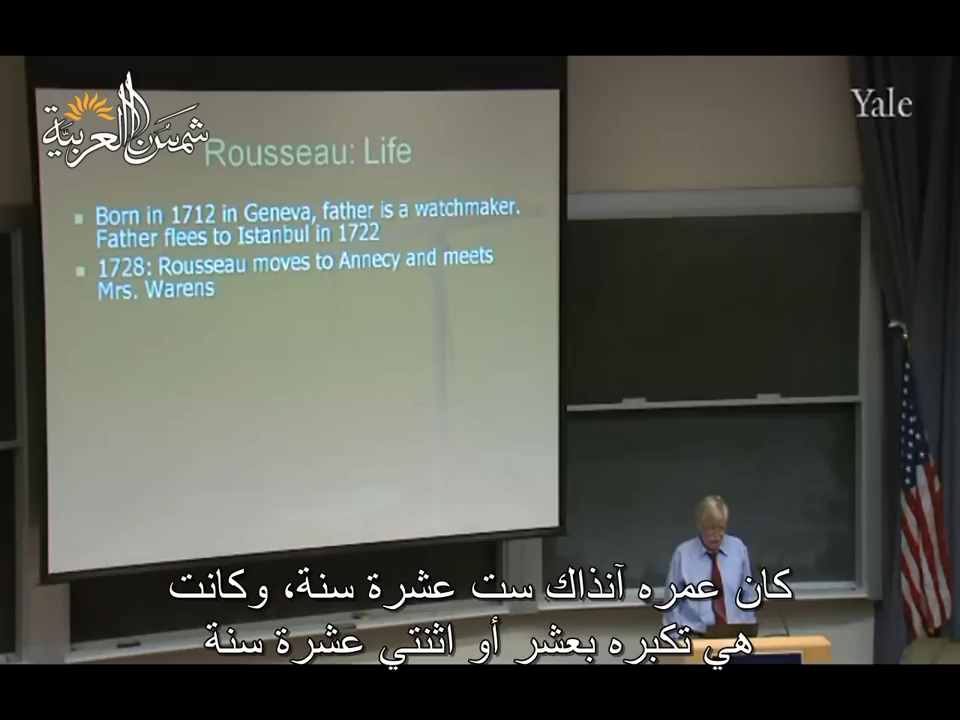 شمس العربية
Yale
Rousseau: Life
Born in 1712 in Geneva, father is a watchmaker.
Father flees to Istanbul in 1722
1728: Rousseau moves to Annecy and meets
Mrs. Warens
كان عمره آنذاك ست عشرة سنة، وكانت
هي تكبره بعشر أو اثنتي عشرة سنة